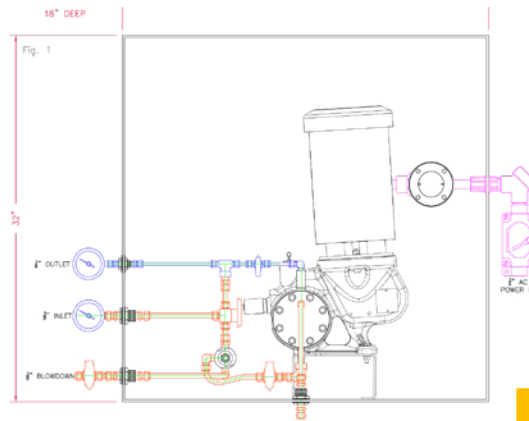 18" DEEP
Fig. 1
32"
OUTLET
INLET
BLOWDOWN
AC
POWER